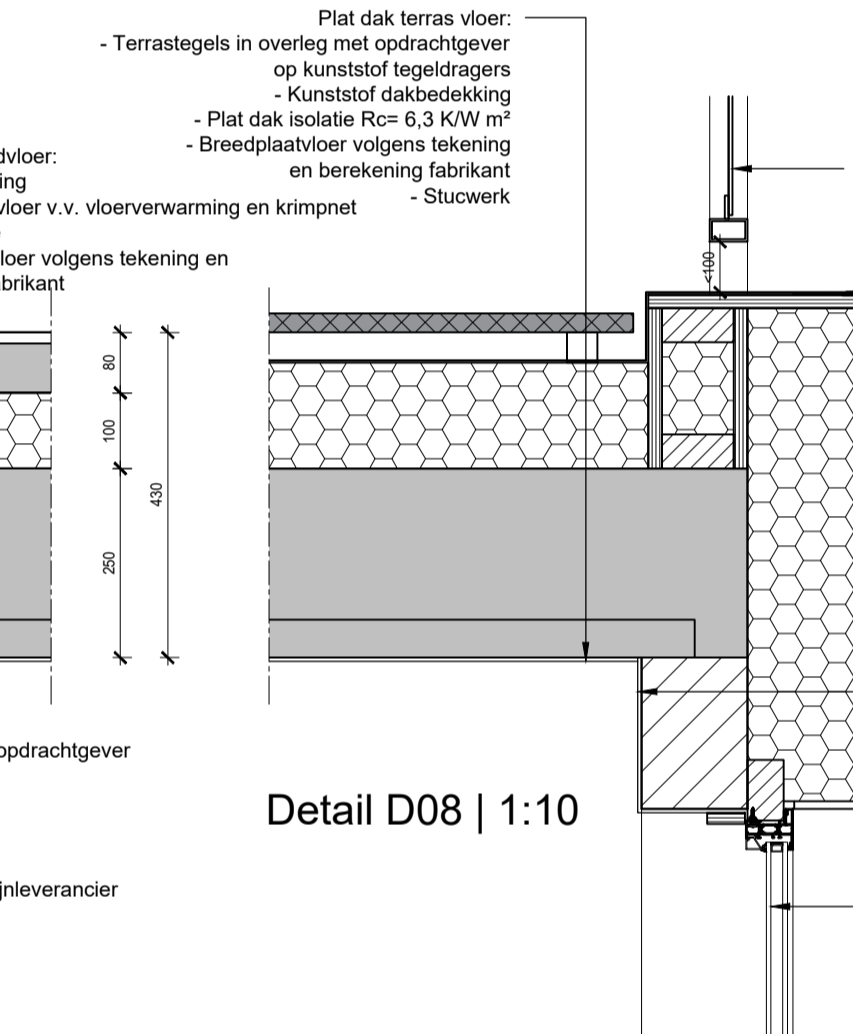 Plat dak terras vloer:
- Terrastegels in overleg met opdrachtgever
op kunststof tegeldragers
- Kunststof dakbedekking
- Plat dak isolatie Rc= 6,3 K/W m²
- Breedplaatvloer volgens tekening
en berekening fabrikant
- Stucwerk
dvloer:
ing
vloer v.v. vloerverwarming en krimpnet
loer volgens tekening en
abrikant
<100
80
100
430
250
opdrachtgever
Detail D08 | 1:10
jnleverancier